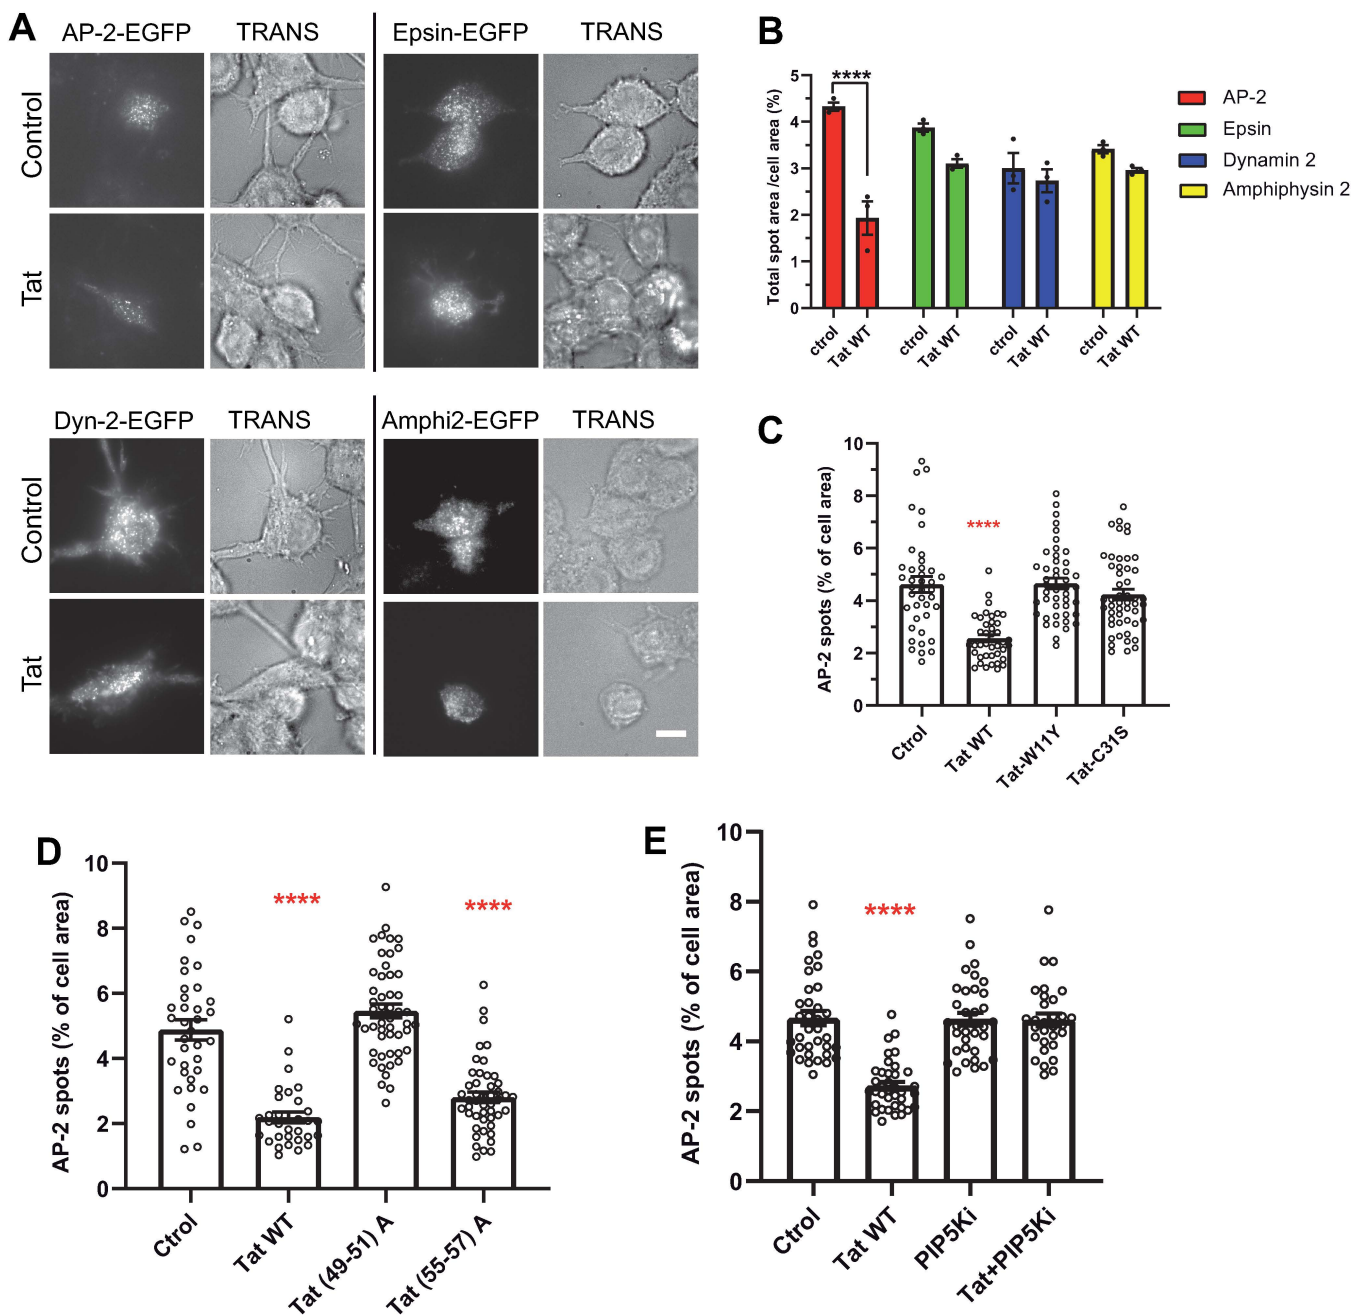 A
AP-2-EGFP TRANS Epsin-EGFP TRANS
Control
Tat
Dyn-2-EGFP TRANS Amphi2-EGFP TRANS
Control
Tat
B
Total spot area /cell area (%)
5
4
3
2
1
0
****
ctrol Tat WT ctrol Tat WT ctrol Tat WT ctrol Tat WT
AP-2
Epsin
Dynamin 2
Amphiphysin 2
C
AP-2 spots (% of cell area)
10
8
6
4
2
0
****
Ctrol Tat WT Tat-W11Y Tat-C31S
D
AP-2 spots (% of cell area)
10
8
6
4
2
0
**** ****
Ctrol Tat WT Tat (49-51) A Tat (55-57) A
E
AP-2 spots (% of cell area)
10
8
6
4
2
0
****
Ctrol Tat WT PIP5Ki Tat+PIP5Ki